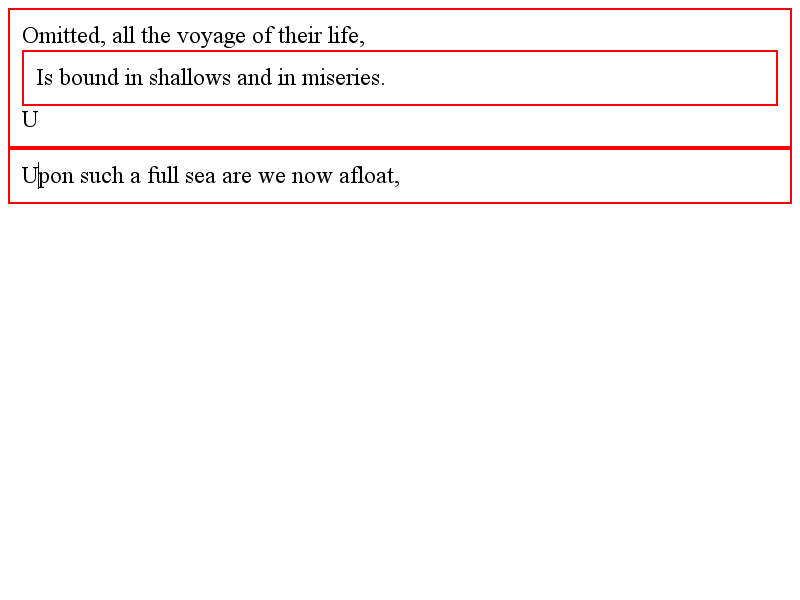 Omitted, all the voyage of their life,
Is bound in shallows and in miseries.
U
Upon such a full sea are we now afloat,